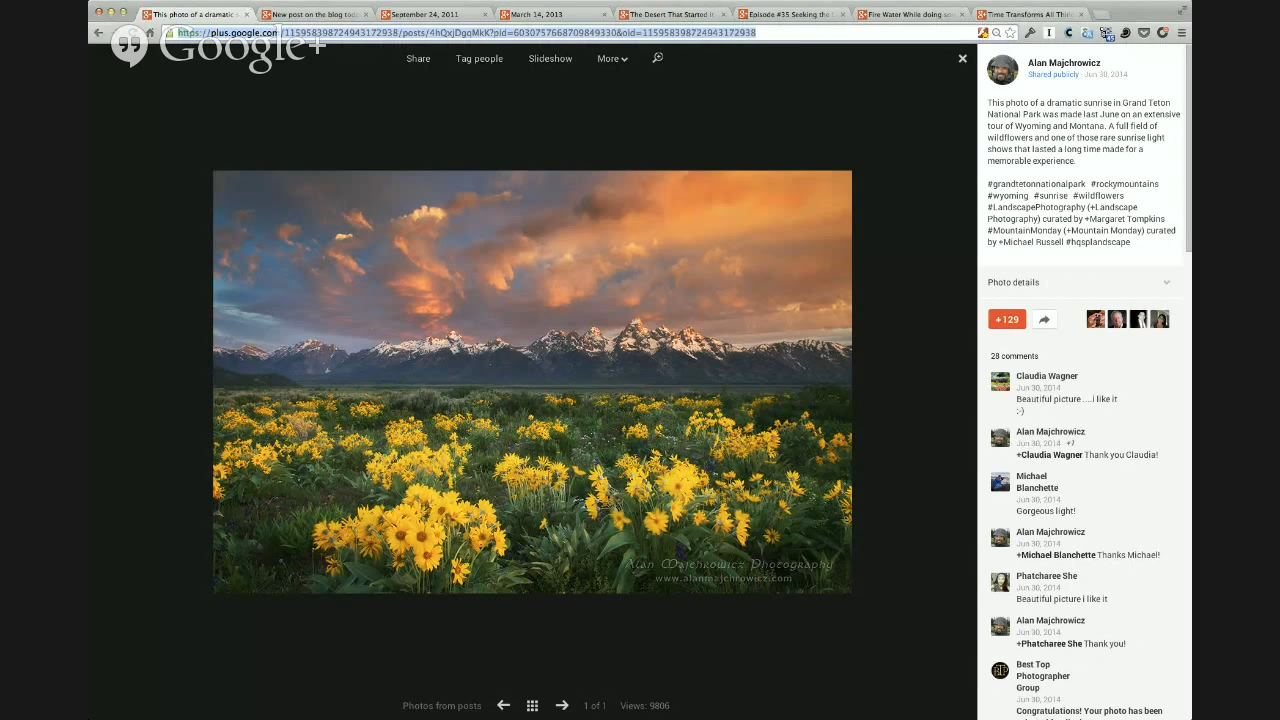 This photo of a dramatic s
New post on the blog toda
September 24, 2011
March 14, 2013
The Desert That Started It
Episode #35 Seeking the L
Fire Water While doing so
Time Transforms All Thin
https://plus.google.com/115958398724943172938/posts/4hQxjDgqMkK?pid=6030757668709849330&oid=115958398724943172938
Google+
Share
Tag people
Slideshow
More
Alan Majchrowicz
Shared publicly - Jun 30, 2014
This photo of a dramatic sunrise in Grand Teton
National Park was made last June on an extensive
tour of Wyoming and Montana. A full field of
wildflowers and one of those rare sunrise light
shows that lasted a long time made for a
memorable experience.
#grandtetonnationalpark #rockymountains
#wyoming #sunrise #wildflowers
#LandscapePhotography (+Landscape
Photography) curated by +Margaret Tompkins
#MountainMonday (+Mountain Monday) curated
by +Michael Russell #hqsplandscape
Photo details
+129
28 comments
Claudia Wagner
Jun 30, 2014
Beautiful picture ....i like it
:-)
Alan Majchrowicz
Jun 30, 2014 +1
+Claudia Wagner Thank you Claudia!
Michael
Blanchette
Jun 30, 2014
Gorgeous light!
Alan Majchrowicz
Jun 30, 2014
+Michael Blanchette Thanks Michael!
Phatcharee She
Jun 30, 2014
Beautiful picture i like it
Alan Majchrowicz
Jun 30, 2014
+Phatcharee She Thank you!
Best Top
Photographer
Group
Jun 30, 2014
Congratulations! Your photo has been
Alan Majchrowicz Photography
www.alanmajchrowicz.com
Photos from posts
1 of 1
Views: 9806